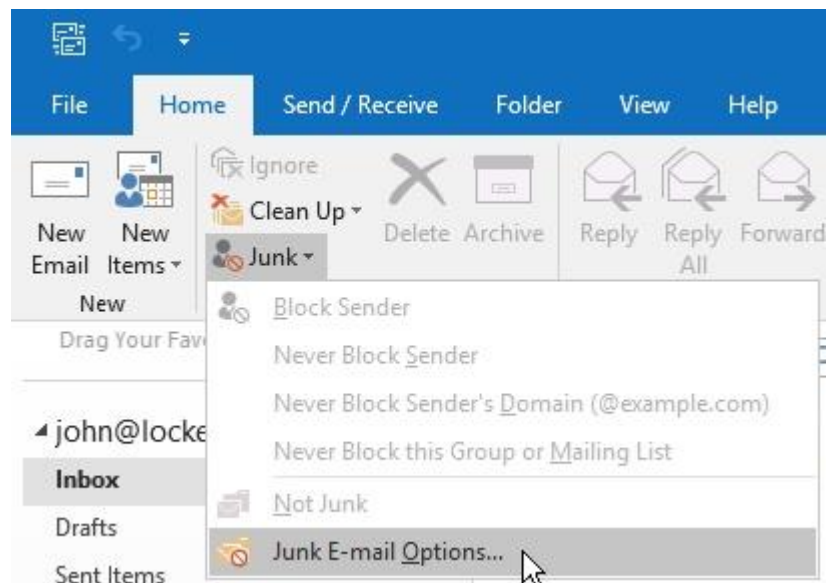 File Home Send / Receive Folder View Help
Ignore
Clean Up
Junk
New Email
New Items
Delete Archive
Reply Reply All Forward
New
Block Sender
Never Block Sender
Never Block Sender's Domain (@example.com)
Never Block this Group or Mailing List
Not Junk
Junk E-mail Options...
Drag Your Fav
john@locke
Inbox
Drafts
Sent Items